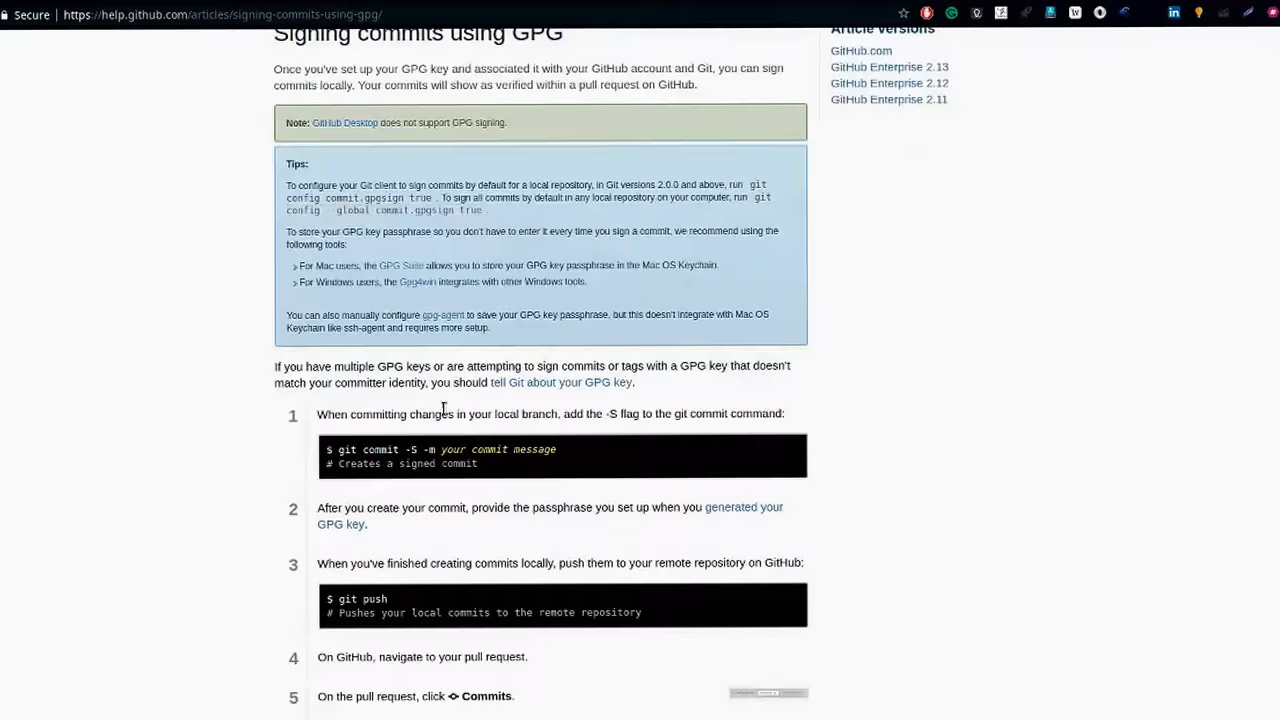 Secure | https://help.github.com/articles/signing-commits-using-gpg/
Signing commits using GPG
Once you've set up your GPG key and associated it with your GitHub account and Git, you can sign
commits locally. Your commits will show as verified within a pull request on GitHub.
Note: GitHub Desktop does not support GPG signing.
Tips:
To configure your Git client to sign commits by default for a local repository, in Git versions 2.0.0 and above, run git
config commit.gpgsign true . To sign all commits by default in any local repository on your computer, run git
config --global commit.gpgsign true .
To store your GPG key passphrase so you don't have to enter it every time you sign a commit, we recommend using the
following tools:
For Mac users, the GPG Suite allows you to store your GPG key passphrase in the Mac OS Keychain.
For Windows users, the Gpg4win integrates with other Windows tools.
You can also manually configure gpg-agent to save your GPG key passphrase, but this doesn't integrate with Mac OS
Keychain like ssh-agent and requires more setup.
If you have multiple GPG keys or are attempting to sign commits or tags with a GPG key that doesn't
match your committer identity, you should tell Git about your GPG key.
1 When committing changes in your local branch, add the -S flag to the git commit command:
$ git commit -S -m your commit message
# Creates a signed commit
2 After you create your commit, provide the passphrase you set up when you generated your
GPG key.
3 When you've finished creating commits locally, push them to your remote repository on GitHub:
$ git push
# Pushes your local commits to the remote repository
4 On GitHub, navigate to your pull request.
5 On the pull request, click Commits.
Article versions
GitHub.com
GitHub Enterprise 2.13
GitHub Enterprise 2.12
GitHub Enterprise 2.11